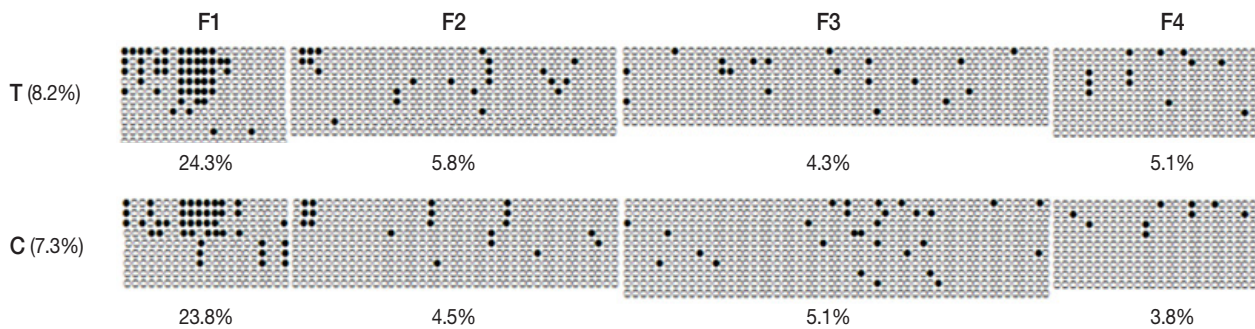 F1 F2 F3 F4
T (8.2%)
24.3% 5.8% 4.3% 5.1%
C (7.3%)
23.8% 4.5% 5.1% 3.8%